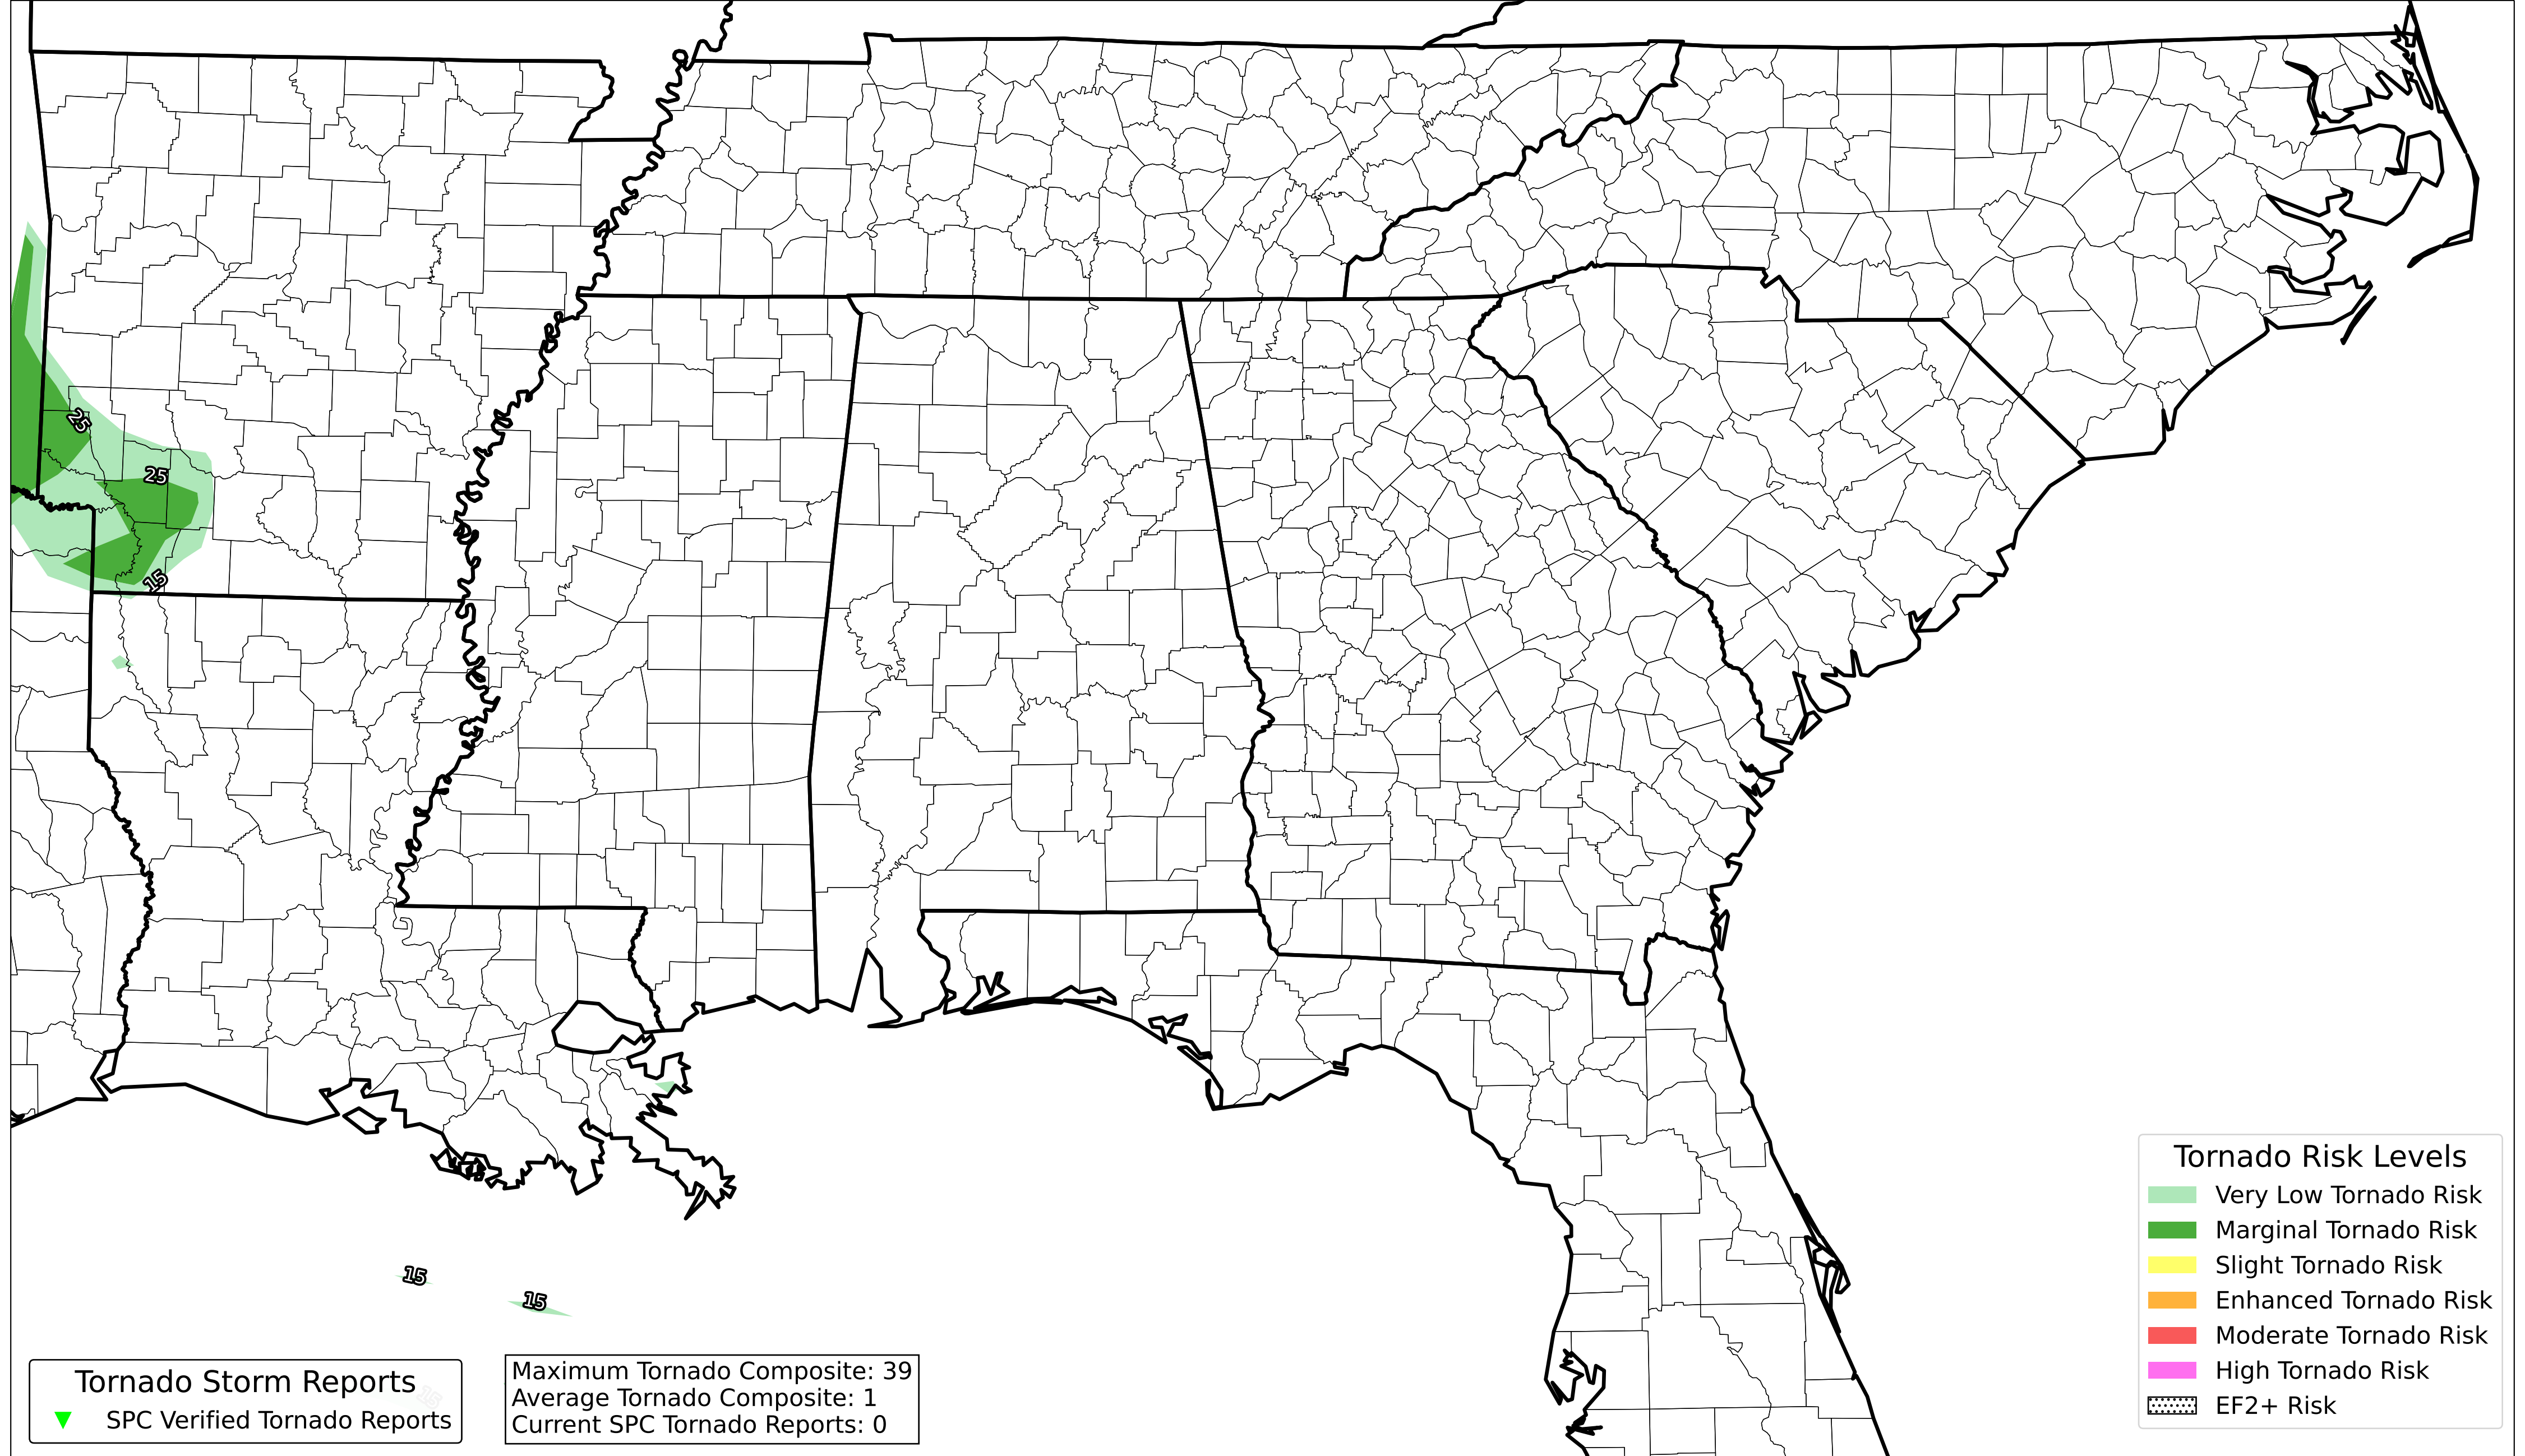 25
25
15
15
15
Tornado Risk Levels
Very Low Tornado Risk
Marginal Tornado Risk
Slight Tornado Risk
Enhanced Tornado Risk
Moderate Tornado Risk
High Tornado Risk
EF2+ Risk
Tornado Storm Reports
15
SPC Verified Tornado Reports
Maximum Tornado Composite: 39
Average Tornado Composite: 1
Current SPC Tornado Reports: 0